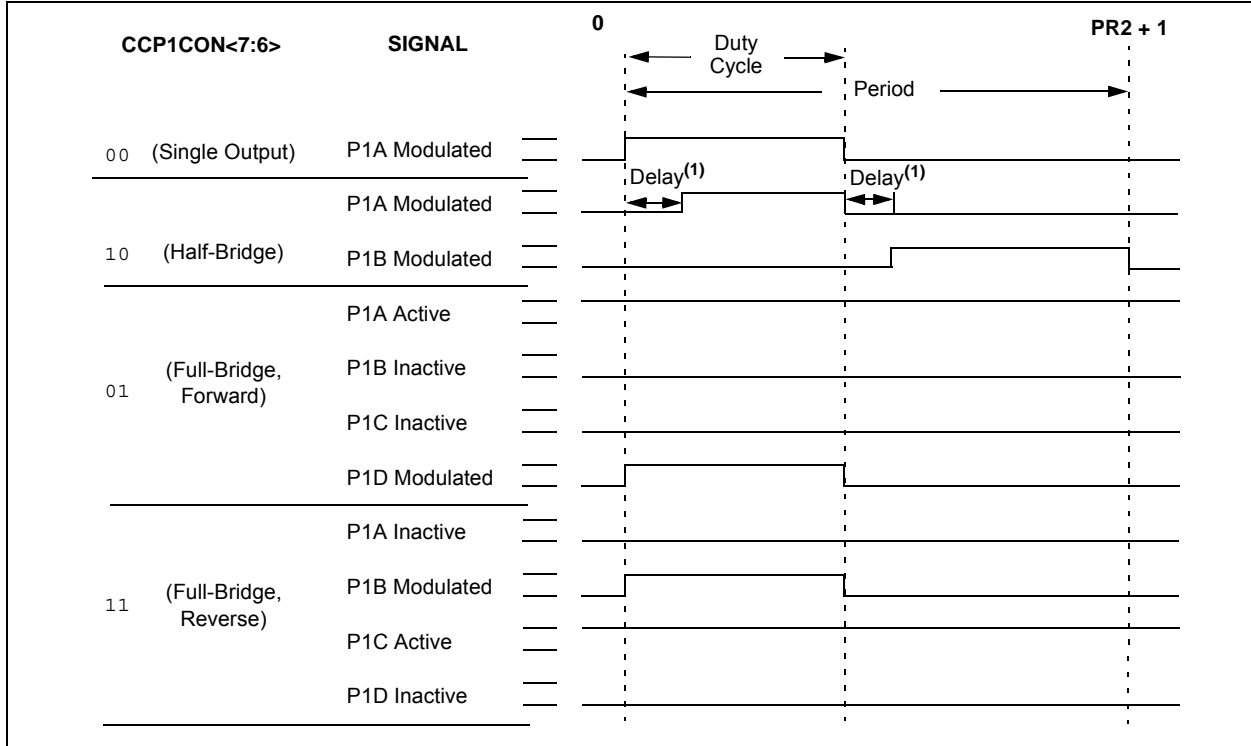 0
PR2 + 1
CCP1CON<7:6>
SIGNAL
Duty
Cycle
Period
00
(Single Output)
P1A Modulated
Delay(1)
Delay(1)
P1A Modulated
10
(Half-Bridge)
P1B Modulated
P1A Active
P1B Inactive
01
(Full-Bridge,
Forward)
P1C Inactive
P1D Modulated
P1A Inactive
P1B Modulated
11
(Full-Bridge,
Reverse)
P1C Active
P1D Inactive